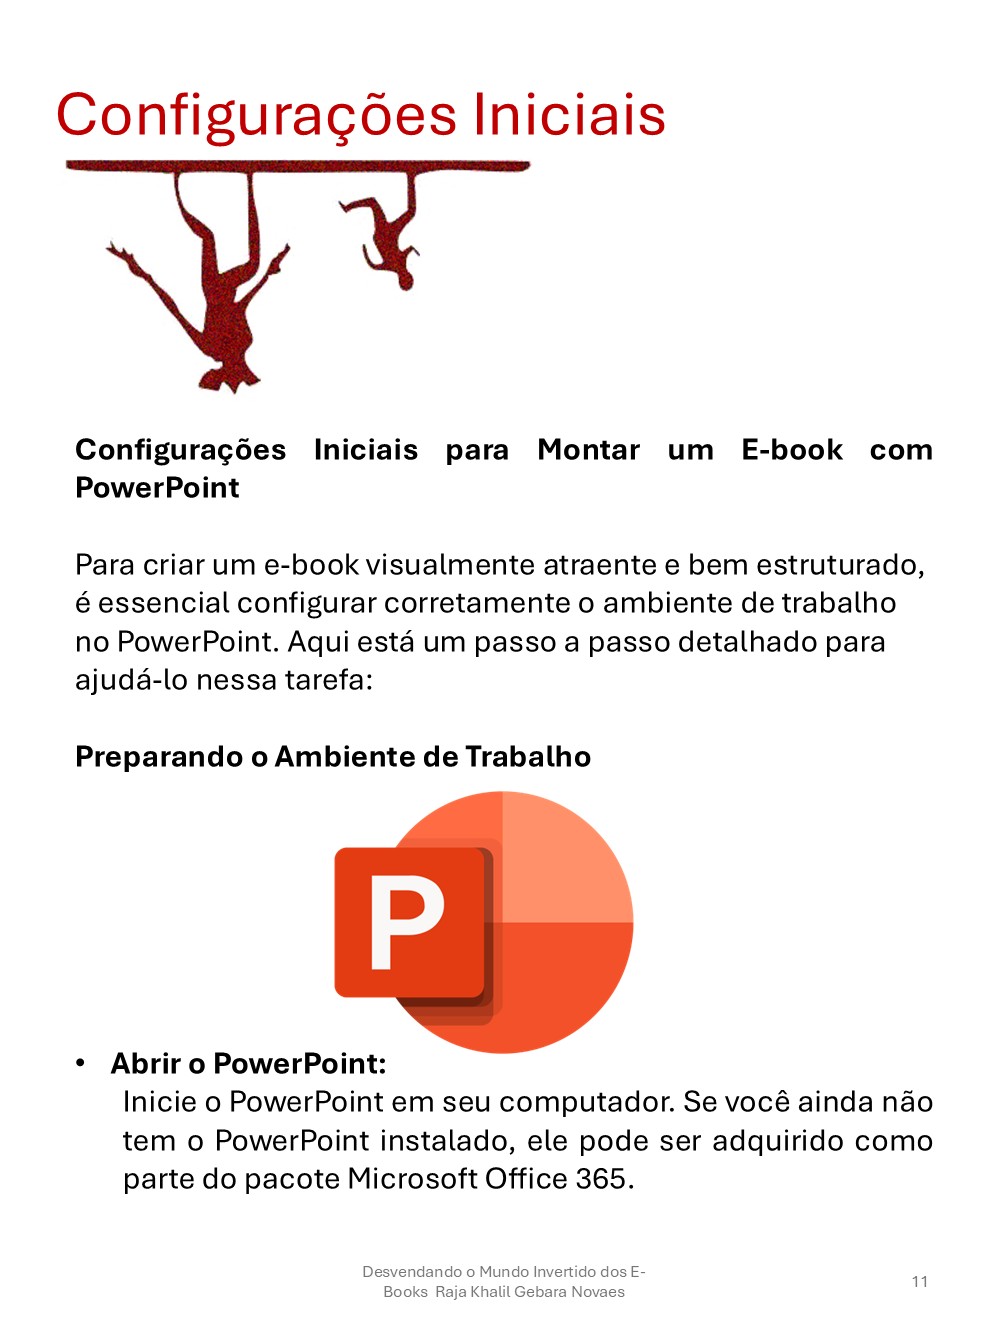 Configurações Iniciais
Configurações Iniciais para Montar um E-book com
PowerPoint
Para criar um e-book visualmente atraente e bem estruturado,
é essencial configurar corretamente o ambiente de trabalho
no PowerPoint. Aqui está um passo a passo detalhado para
ajudá-lo nessa tarefa:
Preparando o Ambiente de Trabalho
P
• Abrir o PowerPoint:
Inicie o PowerPoint em seu computador. Se você ainda não
tem o PowerPoint instalado, ele pode ser adquirido como
parte do pacote Microsoft Office 365.
Desvendando o Mundo Invertido dos E-
Books Raja Khalil Gebara Novaes
11